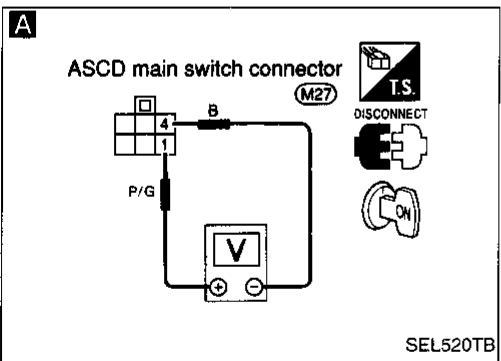 A
ASCD main switch connector
M27
T.S.
DISCONNECT
4
B
1
P/G
ON
V
+ −
SEL520TB